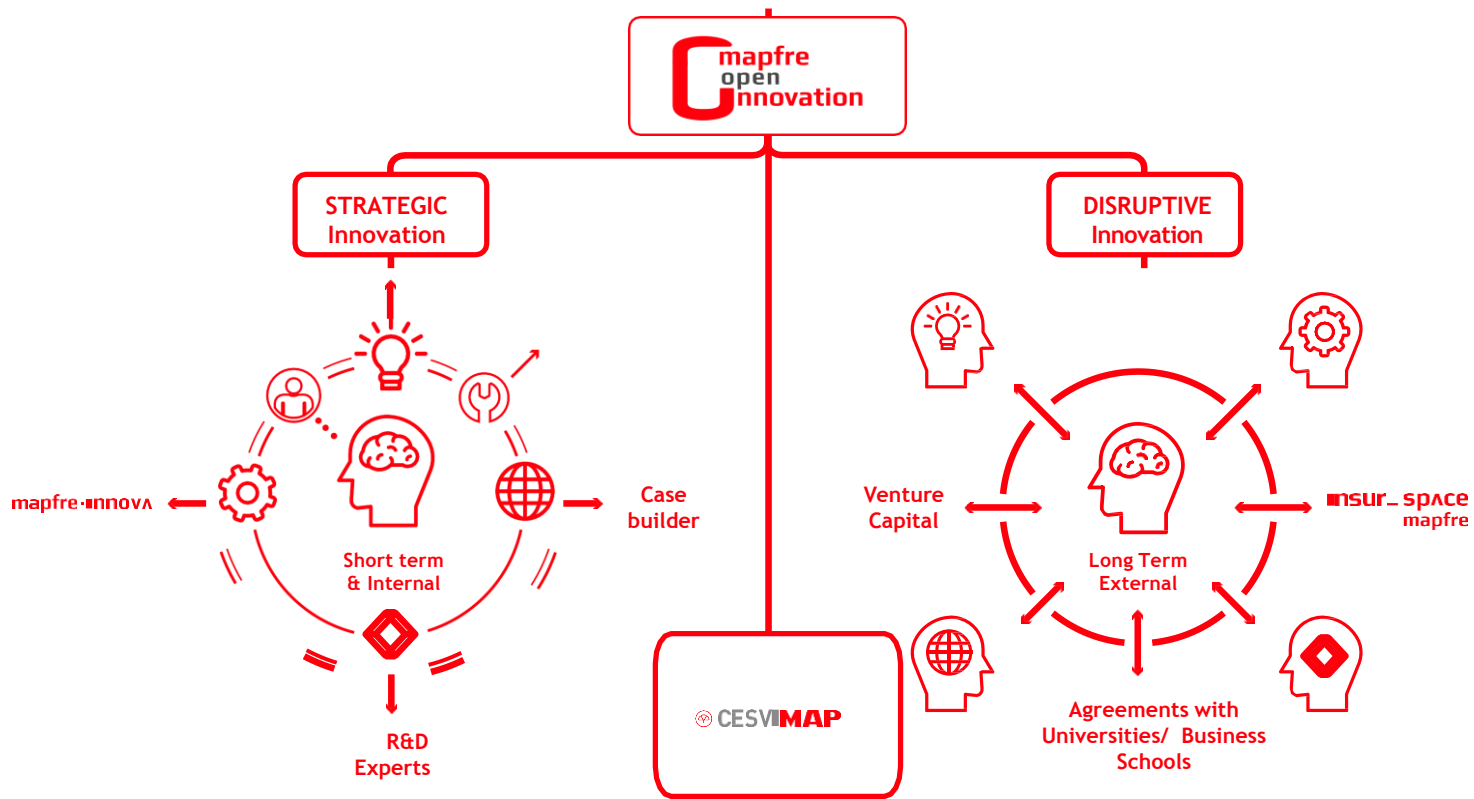 mapfre
open
innovation
STRATEGIC
Innovation
DISRUPTIVE
Innovation
mapfre·innova
Case
builder
Short term
& Internal
R&D
Experts
CESVIMAP
Venture
Capital
Long Term
External
insur_space
mapfre
Agreements with
Universities/ Business
Schools